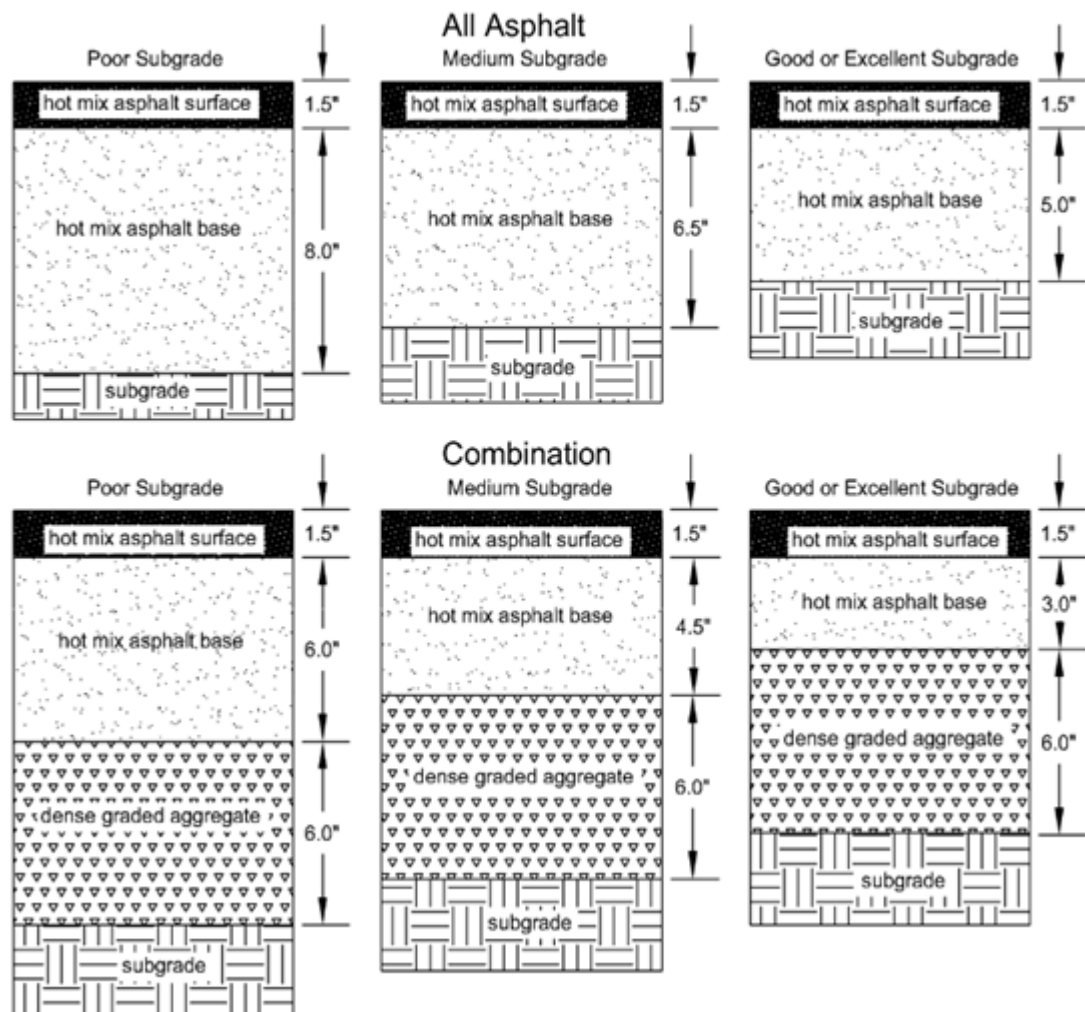 All Asphalt
Poor Subgrade
Medium Subgrade
Good or Excellent Subgrade
hot mix asphalt surface
1.5"
hot mix asphalt surface
1.5"
hot mix asphalt surface
1.5"
hot mix asphalt base
8.0"
hot mix asphalt base
6.5"
hot mix asphalt base
5.0"
subgrade
subgrade
subgrade
Combination
Poor Subgrade
Medium Subgrade
Good or Excellent Subgrade
hot mix asphalt surface
1.5"
hot mix asphalt surface
1.5"
hot mix asphalt surface
1.5"
hot mix asphalt base
6.0"
hot mix asphalt base
4.5"
hot mix asphalt base
3.0"
dense graded aggregate
6.0"
dense graded aggregate
6.0"
dense graded aggregate
6.0"
subgrade
subgrade
subgrade